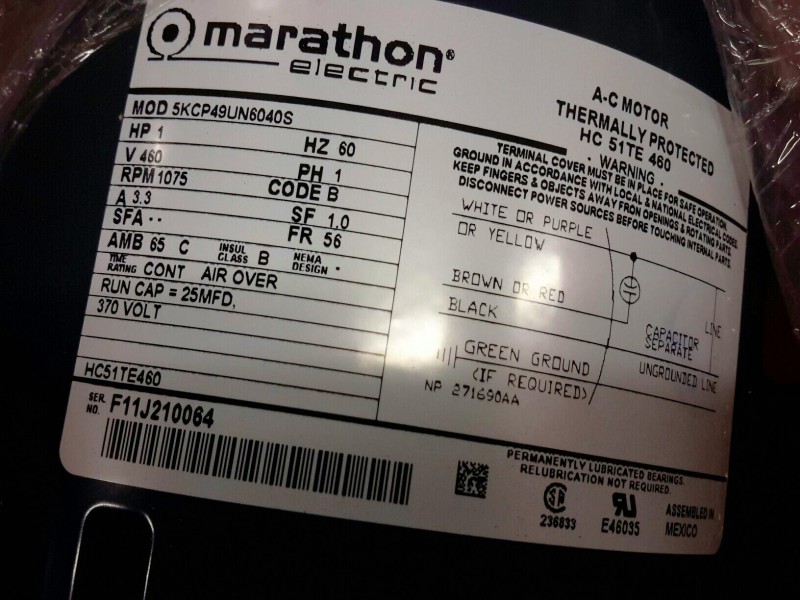 marathon®
electric
A-C MOTOR
THERMALLY PROTECTED
HC 51TE 460
· WARNING ·
TERMINAL COVER MUST BE IN PLACE FOR SAFE OPERATION.
GROUND IN ACCORDANCE WITH LOCAL & NATIONAL ELECTRICAL CODES
KEEP FINGERS & OBJECTS AWAY FROM OPENINGS & ROTATING PARTS.
DISCONNECT POWER SOURCES BEFORE TOUCHING INTERNAL PARTS.
MOD 5KCP49UN6040S
HP 1 HZ 60
V 460 PH 1
RPM 1075 CODE B
A 3.3 SF 1.0
SFA -- FR 56
AMB 65 C INSUL CLASS B NEMA DESIGN -
TIME RATING CONT AIR OVER
RUN CAP = 25MFD,
370 VOLT
HC51TE460
WHITE OR PURPLE
OR YELLOW
BROWN OR RED
BLACK
GREEN GROUND
(IF REQUIRED)
NP 271690AA
CAPACITOR
SEPARATE
LINE
UNGROUNDED LINE
SER. NO. F11J210064
PERMANENTLY LUBRICATED BEARINGS.
RELUBRICATION NOT REQUIRED.
236833
E46035
ASSEMBLED IN
MEXICO